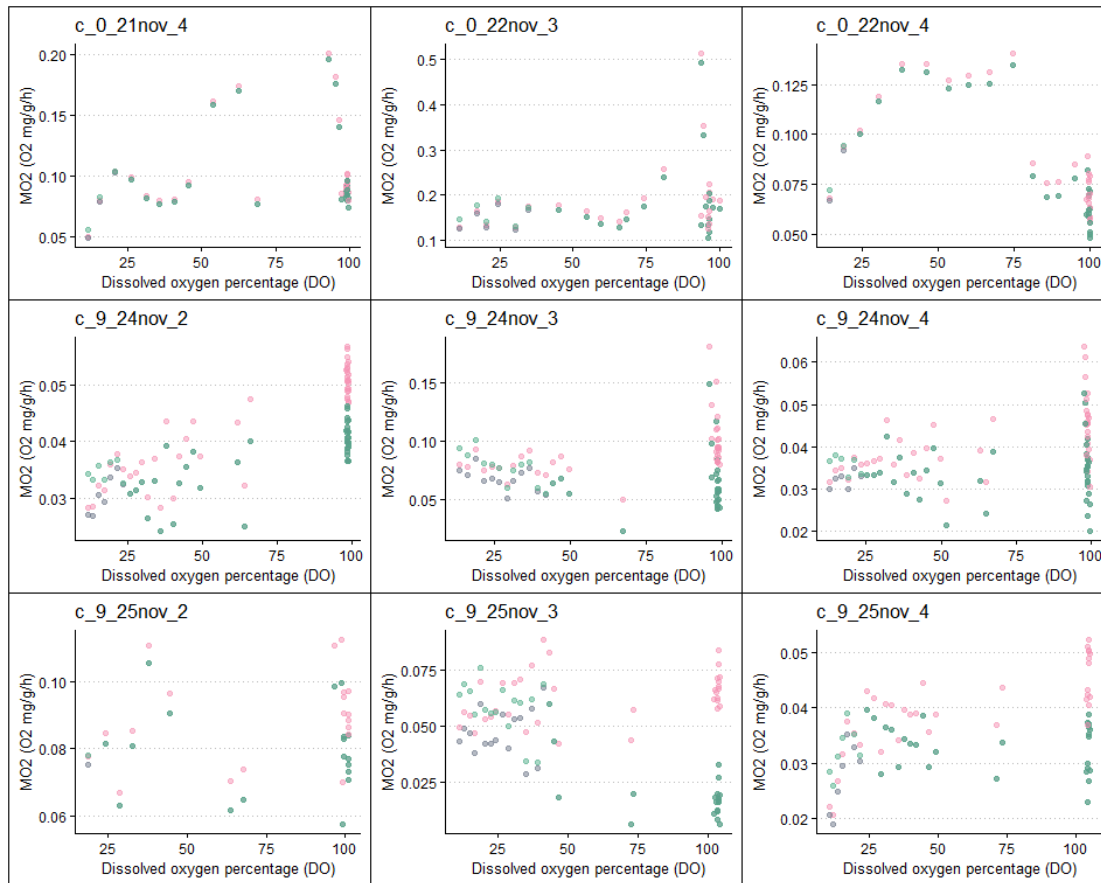 c_0_21nov_4
MO2 (O2 mg/g/h)
0.20
0.15
0.10
0.05
25 50 75 100
Dissolved oxygen percentage (DO)
c_0_22nov_3
MO2 (O2 mg/g/h)
0.5
0.4
0.3
0.2
0.1
25 50 75 100
Dissolved oxygen percentage (DO)
c_0_22nov_4
MO2 (O2 mg/g/h)
0.125
0.100
0.075
0.050
25 50 75 100
Dissolved oxygen percentage (DO)
c_9_24nov_2
MO2 (O2 mg/g/h)
0.05
0.04
0.03
25 50 75 100
Dissolved oxygen percentage (DO)
c_9_24nov_3
MO2 (O2 mg/g/h)
0.15
0.10
0.05
25 50 75 100
Dissolved oxygen percentage (DO)
c_9_24nov_4
MO2 (O2 mg/g/h)
0.06
0.05
0.04
0.03
0.02
25 50 75 100
Dissolved oxygen percentage (DO)
c_9_25nov_2
MO2 (O2 mg/g/h)
0.10
0.08
0.06
25 50 75 100
Dissolved oxygen percentage (DO)
c_9_25nov_3
MO2 (O2 mg/g/h)
0.075
0.050
0.025
25 50 75 100
Dissolved oxygen percentage (DO)
c_9_25nov_4
MO2 (O2 mg/g/h)
0.05
0.04
0.03
0.02
25 50 75 100
Dissolved oxygen percentage (DO)